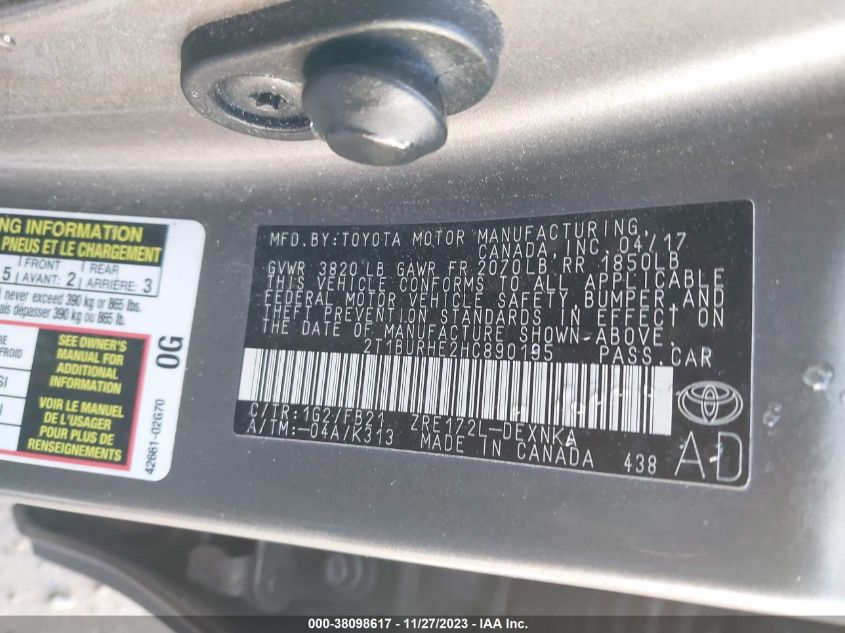 NG INFORMATION
PNEUS ET LE CHARGEMENT
5 FRONT AVANT: 2 REAR ARRIÈRE: 3
never exceed 390 kg or 865 lbs.
ais dépasser 390 kg ou 865 lb.
SEE OWNER'S
MANUAL FOR
ADDITIONAL
INFORMATION
VOIR LE MANUEL
DE L'USAGER
POUR PLUS DE
RENSEIGNEMENTS
0G
42661-02G70
MFD.BY:TOYOTA MOTOR MANUFACTURING,
CANADA,INC. 04/17
GVWR 3820LB GAWR FR 2020LB RR 1850LB
THIS VEHICLE CONFORMS TO ALL APPLICABLE
FEDERAL MOTOR VEHICLE SAFETY, BUMPER, AND
THEFT PREVENTION STANDARDS IN EFFECT ON
THE DATE OF MANUFACTURE SHOWN-ABOVE.
2T1BURHE2HC890195 PASS.CAR
C/TR:1G2/FB21 ZRE172L-DEXNKA
A/TM:-04A/K313 MADE IN CANADA 438
AD
000-38098617 - 11/27/2023 - IAA Inc.